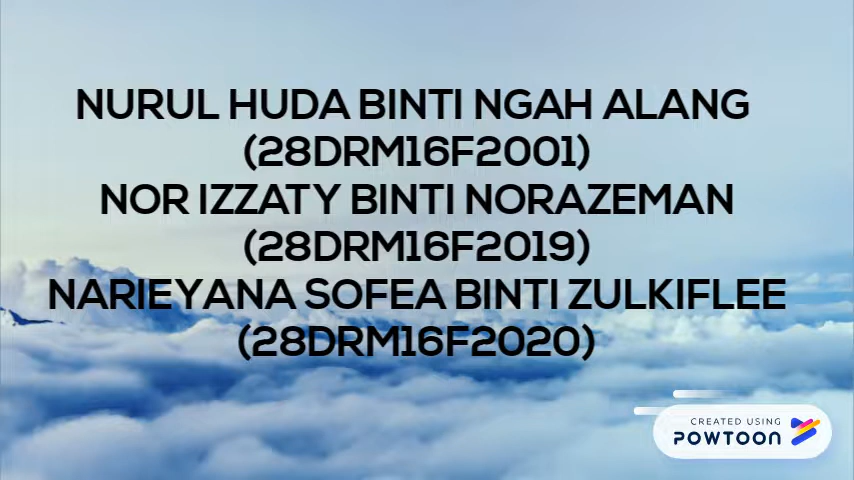 NURUL HUDA BINTI NGAH ALANG
(28DRM16F2001)
NOR IZZATY BINTI NORAZEMAN
(28DRM16F2019)
NARIEYANA SOFEA BINTI ZULKIFLEE
(28DRM16F2020)
CREATED USING
POWTOON